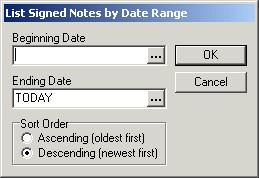 List Signed Notes by Date Range
Beginning Date
...
OK
Ending Date
TODAY
...
Cancel
Sort Order
Ascending (oldest first)
Descending (newest first)